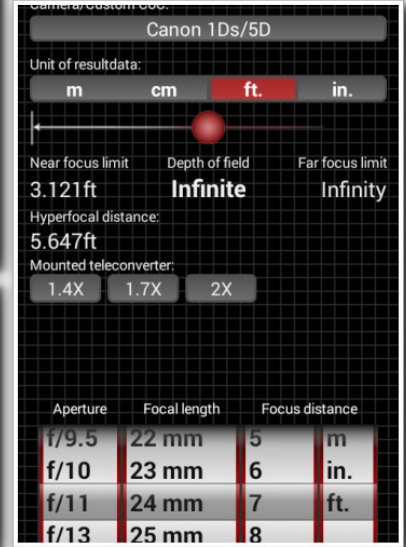 Camera/Custom CoC:
Canon 1Ds/5D
Unit of resultdata:
m cm ft. in.
Near focus limit Depth of field Far focus limit
3.121ft Infinite Infinity
Hyperfocal distance:
5.647ft
Mounted teleconverter:
1.4X 1.7X 2X
Aperture Focal length Focus distance
f/9.5 22 mm 5 m
f/10 23 mm 6 in.
f/11 24 mm 7 ft.
f/13 25 mm 8